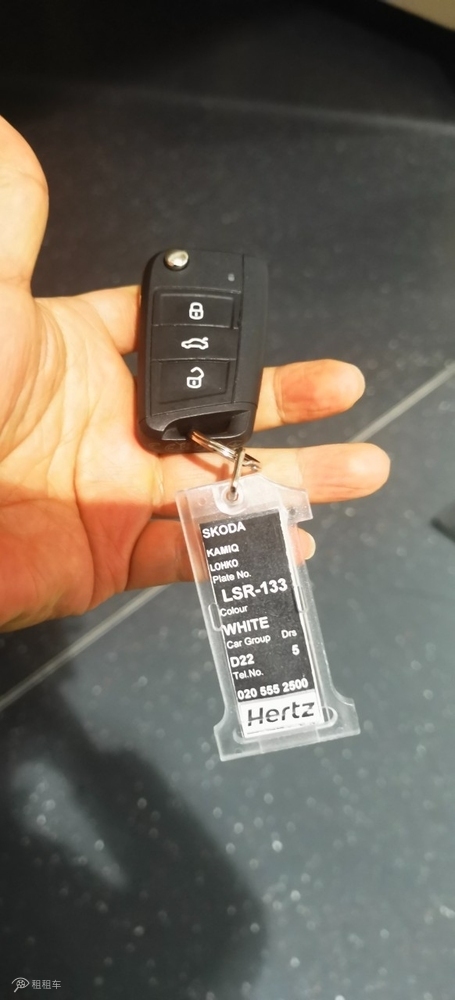 SKODA
KAMIQ
LOHKO
Plate No.
LSR-133
Colour
WHITE
Car Group Drs
D22 5
Tel.No.
020 555 2500
Hertz
租租车